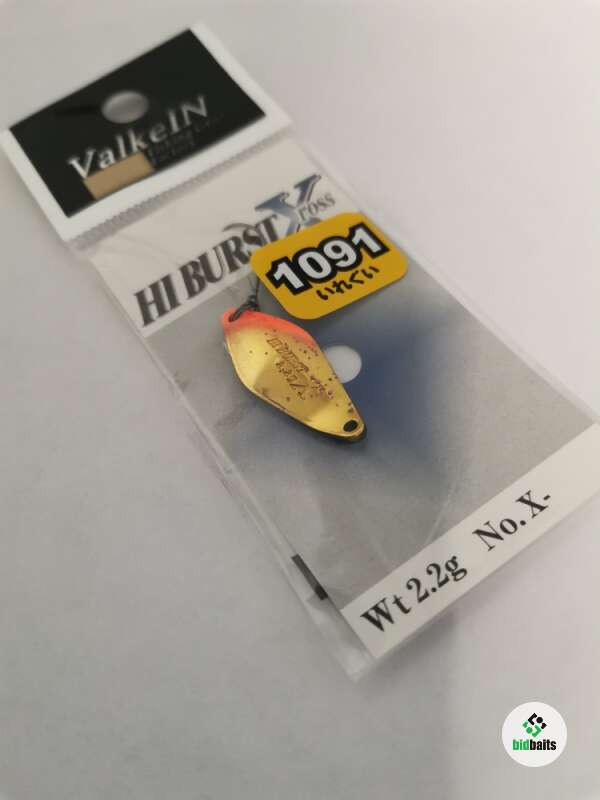 ValkeIN
HI BURST Xross
1091
いれぐい
Wt 2.2g No. X-
bidbaits